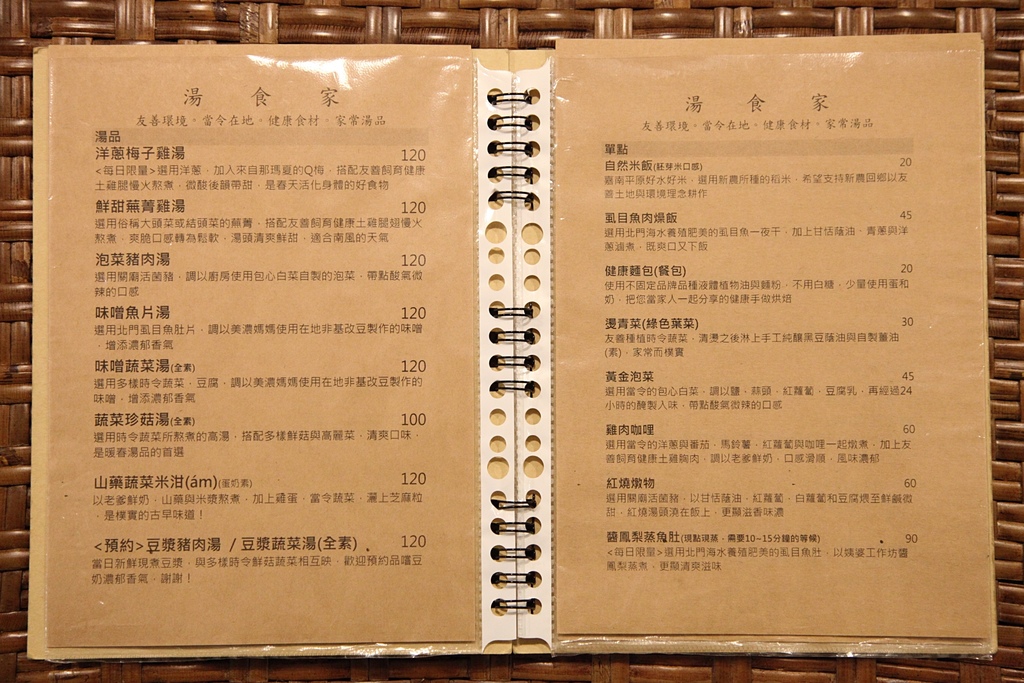 湯 食 家
友善環境。當令在地。健康食材。家常湯品
湯品
洋蔥梅子雞湯 120
<每日限量>選用洋蔥，加入來自那瑪夏的Q梅，搭配友善飼育健康
土雞腿慢火熬煮，微酸後韻帶甜，是春天活化身體的好食物
鮮甜蕪菁雞湯 120
選用俗稱大頭菜或結頭菜的蕪菁，搭配友善飼育健康土雞腿翅慢火
熬煮，爽脆口感轉為鬆軟，湯頭清爽鮮甜，適合南風的天氣
泡菜豬肉湯 120
選用關廟活菌豬，調以廚房使用包心白菜自製的泡菜，帶點酸氣微
辣的口感
味噌魚片湯 120
選用北門虱目魚肚片，調以美濃媽媽使用在地非基改豆製作的味噌
，增添濃郁香氣
味噌蔬菜湯(全素) 120
選用多樣時令蔬菜，豆腐，調以美濃媽媽使用在地非基改豆製作的
味噌，增添濃郁香氣
蔬菜珍菇湯(全素) 100
選用時令蔬菜所熬煮的高湯，搭配多樣鮮菇與高麗菜，清爽口味，
是暖春湯品的首選
山藥蔬菜米泔(ám)(蛋奶素) 120
以老爹鮮奶，山藥與米漿熬煮，加上雞蛋，當令蔬菜，灑上芝麻粒
，是樸實的古早味道！
<預約>豆漿豬肉湯 / 豆漿蔬菜湯(全素) 120
當日新鮮現煮豆漿，與多樣時令鮮菇蔬菜相互映，歡迎預約品嚐豆
奶濃郁香氣，謝謝！
湯 食 家
友善環境。當今在地。健康食材。家常湯品
單點
自然米飯(胚芽米口感) 20
嘉南平原好水好米，選用新農所種的稻米，希望支持新農回鄉以友
善土地與環境理念耕作
虱目魚肉燥飯 45
選用北門海水養殖肥美的虱目魚一夜干，加上甘恬蔭油，青蔥與洋
蔥滷煮，既爽口又下飯
健康麵包(餐包) 20
使用不固定品牌品種液體植物油與麵粉，不用白糖，少量使用蛋和
奶，把您當家人一起分享的健康手做烘焙
燙青菜(綠色葉菜) 30
友善種植時令蔬菜，清燙之後淋上手工純釀黑豆蔭油與自製薑油
(素)，家常而樸實
黃金泡菜 45
選用當令的包心白菜，調以鹽、蒜頭、紅蘿蔔、豆腐乳，再經過24
小時的醃製入味，帶點酸氣微辣的口感
雞肉咖哩 60
選用當令的洋蔥與番茄，馬鈴薯，紅蘿蔔與咖哩一起燉煮，加上友
善飼育健康土雞胸肉，調以老爹鮮奶，口感滑順，風味濃郁
紅燒燉物 60
選用關廟活菌豬，以甘恬蔭油，紅蘿蔔，白蘿蔔和豆腐煨至鮮鹹微
甜，紅燒湯頭澆在飯上，更顯滋香味濃
醬鳳梨蒸魚肚(現點現蒸，需要10~15分鐘的等候) 90
<每日限量>選用北門海水養殖肥美的虱目魚肚，以姨婆工作坊醬
鳳梨蒸煮，更顯清爽滋味